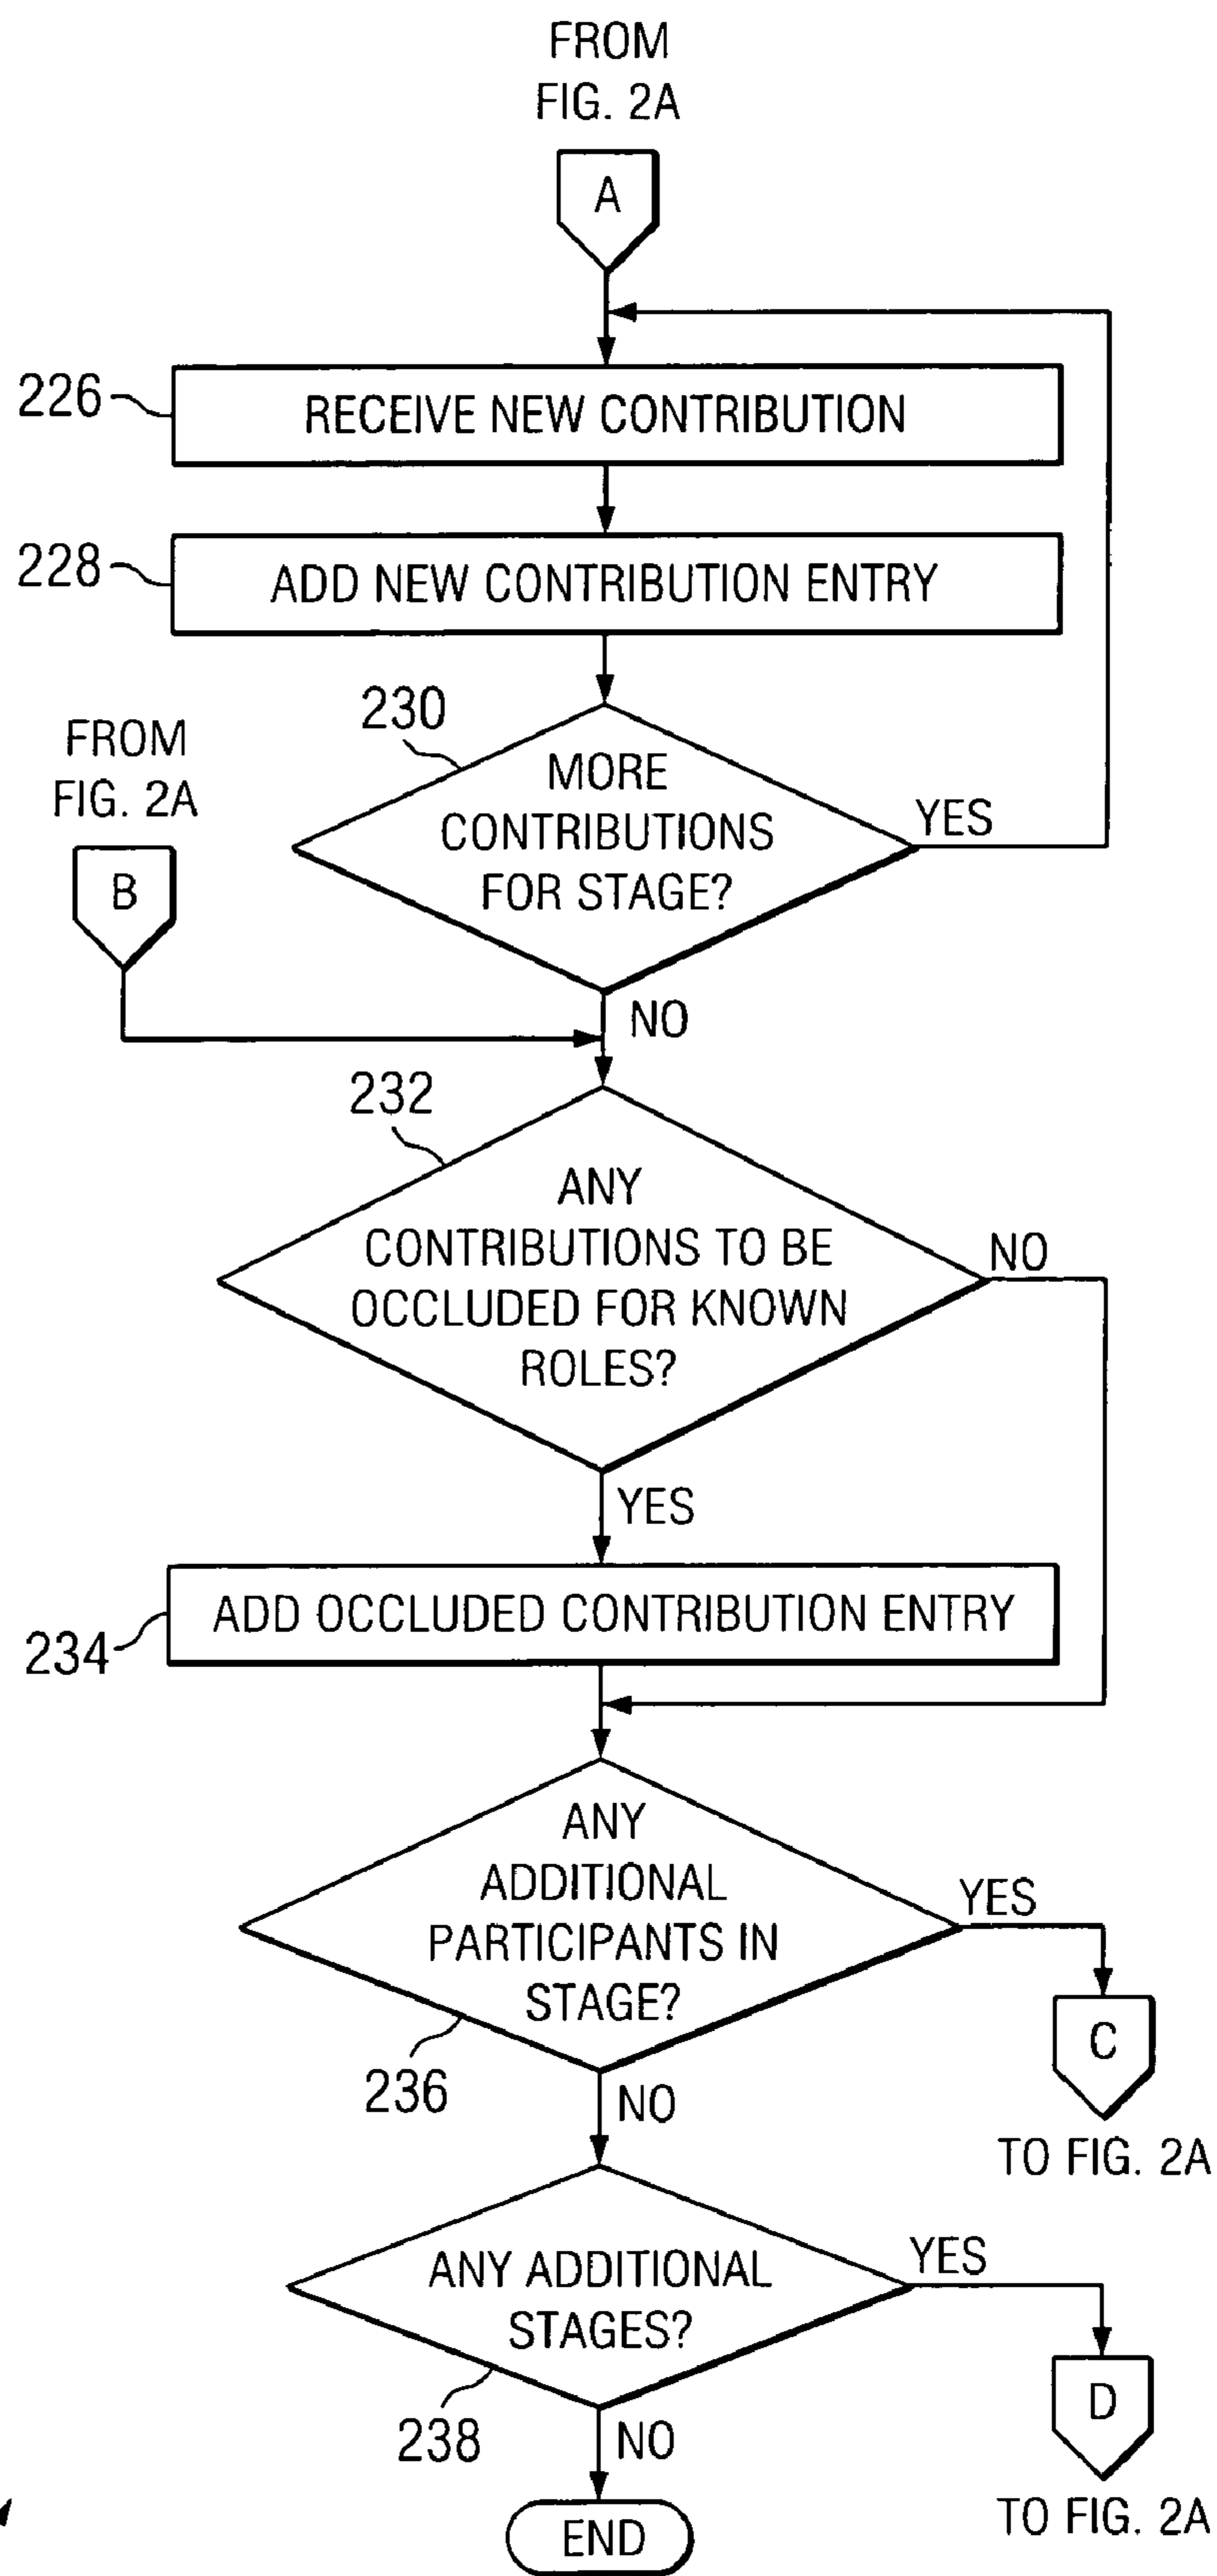 FROM
FIG. 2A
A
226
RECEIVE NEW CONTRIBUTION
228
ADD NEW CONTRIBUTION ENTRY
230
MORE
CONTRIBUTIONS
FOR STAGE?
YES
FROM
FIG. 2A
B
NO
232
ANY
CONTRIBUTIONS TO BE
OCCLUDED FOR KNOWN
ROLES?
NO
YES
ADD OCCLUDED CONTRIBUTION ENTRY
234
ANY
ADDITIONAL
PARTICIPANTS IN
STAGE?
YES
236
C
NO
TO FIG. 2A
ANY ADDITIONAL
STAGES?
YES
238
D
NO
TO FIG. 2A
END